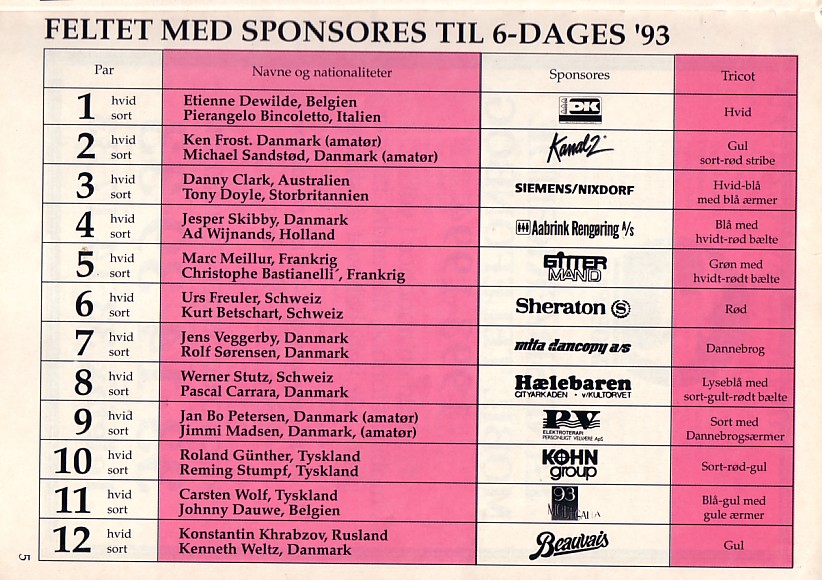 FELTET MED SPONSORES TIL 6-DAGES '93
Par Navne og nationaliteter Sponsores Tricot
1 hvid Etienne Dewilde, Belgien DK Hvid
sort Pierangelo Bincoletto, Italien
2 hvid Ken Frost. Danmark (amatør) Kanal 2 Gul
sort Michael Sandstød, Danmark (amatør) sort-rød stribe
3 hvid Danny Clark, Australien SIEMENS/NIXDORF Hvid-blå
sort Tony Doyle, Storbritannien med blå ærmer
4 hvid Jesper Skibby, Danmark Aabrink Rengøring A/s Blå med
sort Ad Wijnands, Holland hvidt-rød bælte
5 hvid Marc Meillur, Frankrig GITTER Grøn med
sort Christophe Bastianelli´, Frankrig MAND hvidt-rødt bælte
6 hvid Urs Freuler, Schweiz Sheraton S Rød
sort Kurt Betschart, Schweiz
7 hvid Jens Veggerby, Danmark mita dancopy a/s Dannebrog
sort Rolf Sørensen, Danmark
8 hvid Werner Stutz, Schweiz Hælebaren Lyseblå med
sort Pascal Carrara, Danmark CITYARKADEN • v/KULTORVET sort-gult-rødt bælte
9 hvid Jan Bo Petersen, Danmark (amatør) PV Sort med
sort Jimmi Madsen, Danmark, (amatør) ELEKTROTERAPI Dannebrogsærmer
PERSONLIGT VELVÆRE ApS
10 hvid Roland Günther, Tyskland KØHN Sort-rød-gul
sort Reming Stumpf, Tyskland group
11 hvid Carsten Wolf, Tyskland 93 Blå-gul med
sort Johnny Dauwe, Belgien gule ærmer
12 hvid Konstantin Khrabzov, Rusland Beauvais Gul
sort Kenneth Weltz, Danmark
5